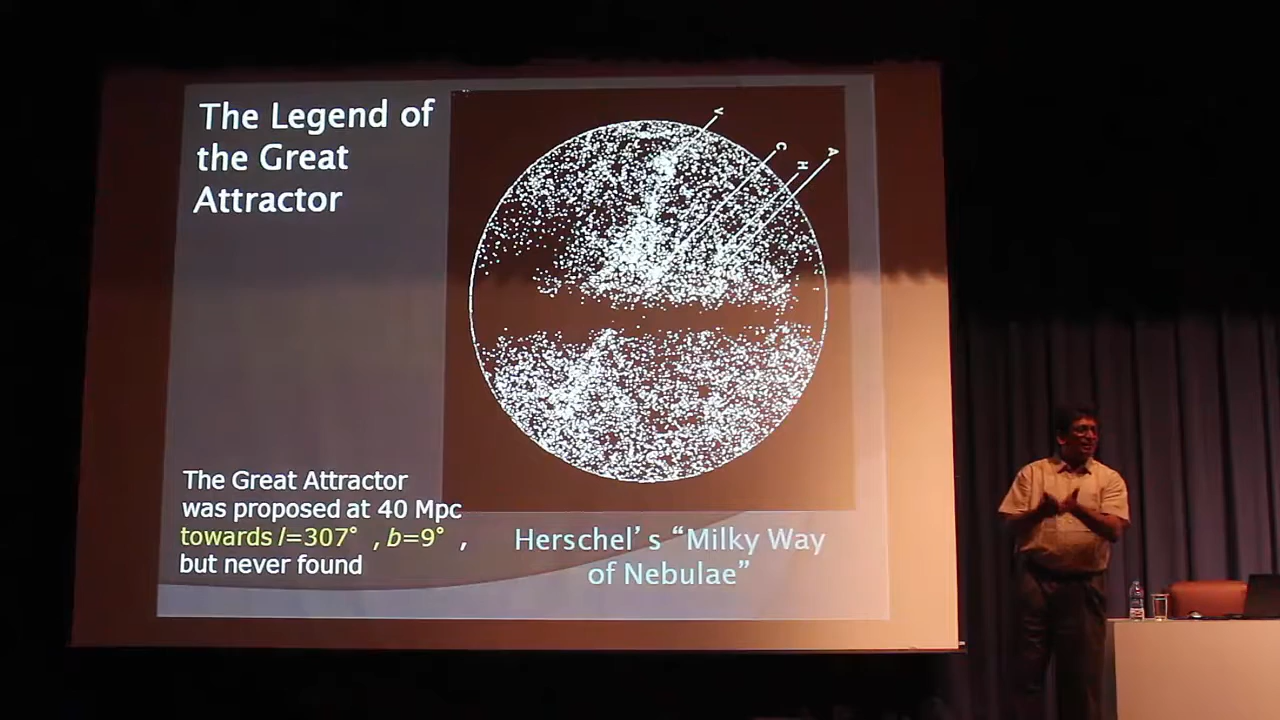 The Legend of
the Great
Attractor
V
C
H
A
The Great Attractor
was proposed at 40 Mpc
towards l=307° , b=9° ,
but never found
Herschel’s “Milky Way
of Nebulae”